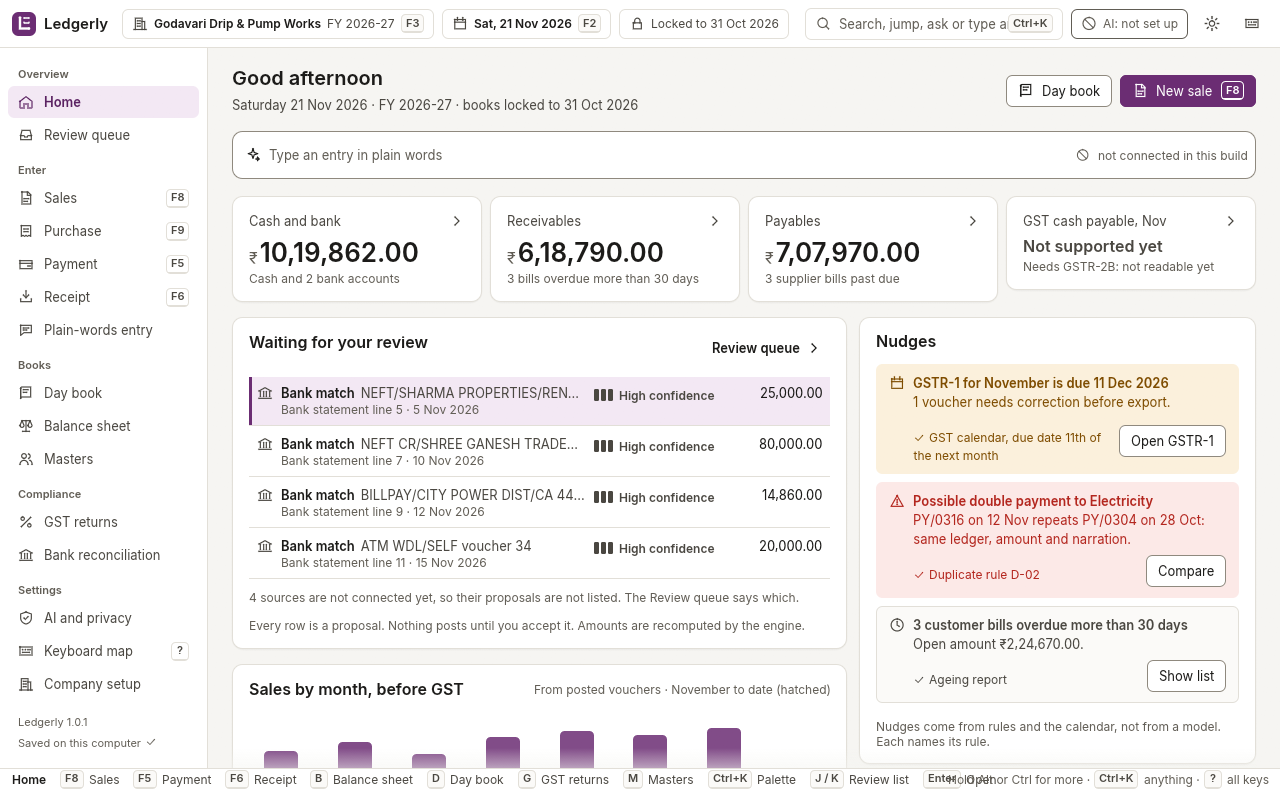 Ledgerly
Godavari Drip & Pump Works FY 2026-27 F3
Sat, 21 Nov 2026 F2
Locked to 31 Oct 2026
Search, jump, ask or type a Ctrl+K
AI: not set up
Overview
Home
Review queue
Enter
Sales F8
Purchase F9
Payment F5
Receipt F6
Plain-words entry
Books
Day book
Balance sheet
Masters
Compliance
GST returns
Bank reconciliation
Settings
AI and privacy
Keyboard map ?
Company setup
Ledgerly 1.0.1
Saved on this computer
Good afternoon
Saturday 21 Nov 2026 · FY 2026-27 · books locked to 31 Oct 2026
Day book
New sale F8
Type an entry in plain words
not connected in this build
Cash and bank
₹10,19,862.00
Cash and 2 bank accounts
Receivables
₹6,18,790.00
3 bills overdue more than 30 days
Payables
₹7,07,970.00
3 supplier bills past due
GST cash payable, Nov
Not supported yet
Needs GSTR-2B: not readable yet
Waiting for your review
Review queue
Bank match NEFT/SHARMA PROPERTIES/REN... High confidence 25,000.00
Bank statement line 5 · 5 Nov 2026
Bank match NEFT CR/SHREE GANESH TRADE... High confidence 80,000.00
Bank statement line 7 · 10 Nov 2026
Bank match BILLPAY/CITY POWER DIST/CA 44... High confidence 14,860.00
Bank statement line 9 · 12 Nov 2026
Bank match ATM WDL/SELF voucher 34 High confidence 20,000.00
Bank statement line 11 · 15 Nov 2026
4 sources are not connected yet, so their proposals are not listed. The Review queue says which.
Every row is a proposal. Nothing posts until you accept it. Amounts are recomputed by the engine.
Sales by month, before GST
From posted vouchers · November to date (hatched)
Nudges
GSTR-1 for November is due 11 Dec 2026
1 voucher needs correction before export.
✓ GST calendar, due date 11th of
the next month
Open GSTR-1
Possible double payment to Electricity
PY/0316 on 12 Nov repeats PY/0304 on 28 Oct:
same ledger, amount and narration.
✓ Duplicate rule D-02
Compare
3 customer bills overdue more than 30 days
Open amount ₹2,24,670.00.
✓ Ageing report
Show list
Nudges come from rules and the calendar, not from a model.
Each names its rule.
Home F8 Sales F5 Payment F6 Receipt B Balance sheet D Day book G GST returns M Masters Ctrl+K Palette J / K Review list Enter Open
Hold Alt or Ctrl for more · Ctrl+K anything · ? all keys